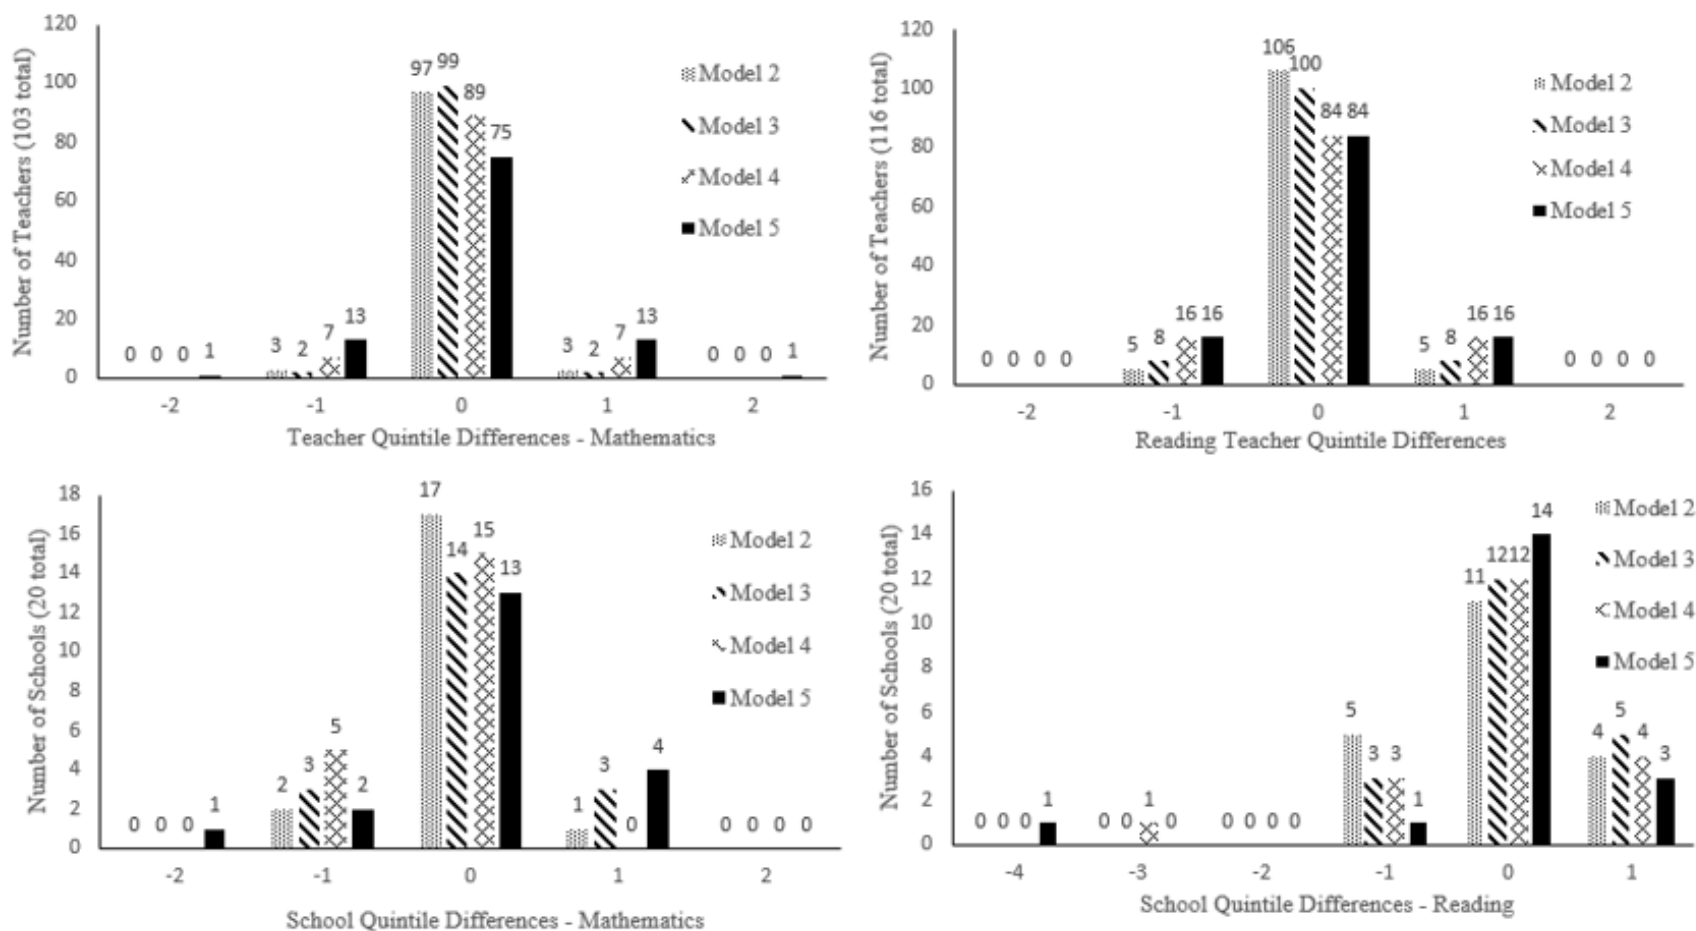 120
100
80
60
40
20
0
Number of Teachers (103 total)
97 99 89 75
0 0 0 1 3 2 7 13 3 2 7 13 0 0 0 1
-2 -1 0 1 2
Teacher Quintile Differences - Mathematics
Model 2
Model 3
Model 4
Model 5
120
100
80
60
40
20
0
Number of Teachers (116 total)
106 100 84 84
0 0 0 0 5 8 16 16 5 8 16 16 0 0 0 0
-2 -1 0 1 2
Reading Teacher Quintile Differences
Model 2
Model 3
Model 4
Model 5
18
16
14
12
10
8
6
4
2
0
Number of Schools (20 total)
17 14 15 13
0 0 0 1 2 3 5 2 1 3 0 4 0 0 0 0
-2 -1 0 1 2
School Quintile Differences - Mathematics
Model 2
Model 3
Model 4
Model 5
16
14
12
10
8
6
4
2
0
Number of Schools (20 total)
11 12 12 14
0 0 0 1 0 0 1 0 0 0 0 0 5 3 3 1 4 5 4 3
-4 -3 -2 -1 0 1
School Quintile Differences - Reading
Model 2
Model 3
Model 4
Model 5